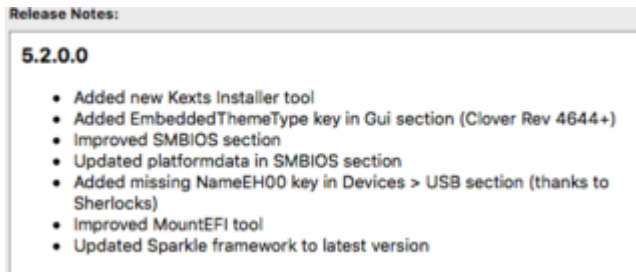 Release Notes:
5.2.0.0
• Added new Kexts Installer tool
• Added EmbeddedThemeType key in Gui section (Clover Rev 4644+)
• Improved SMBIOS section
• Updated platformdata in SMBIOS section
• Added missing NameEH00 key in Devices > USB section (thanks to
Sherlocks)
• Improved MountEFI tool
• Updated Sparkle framework to latest version